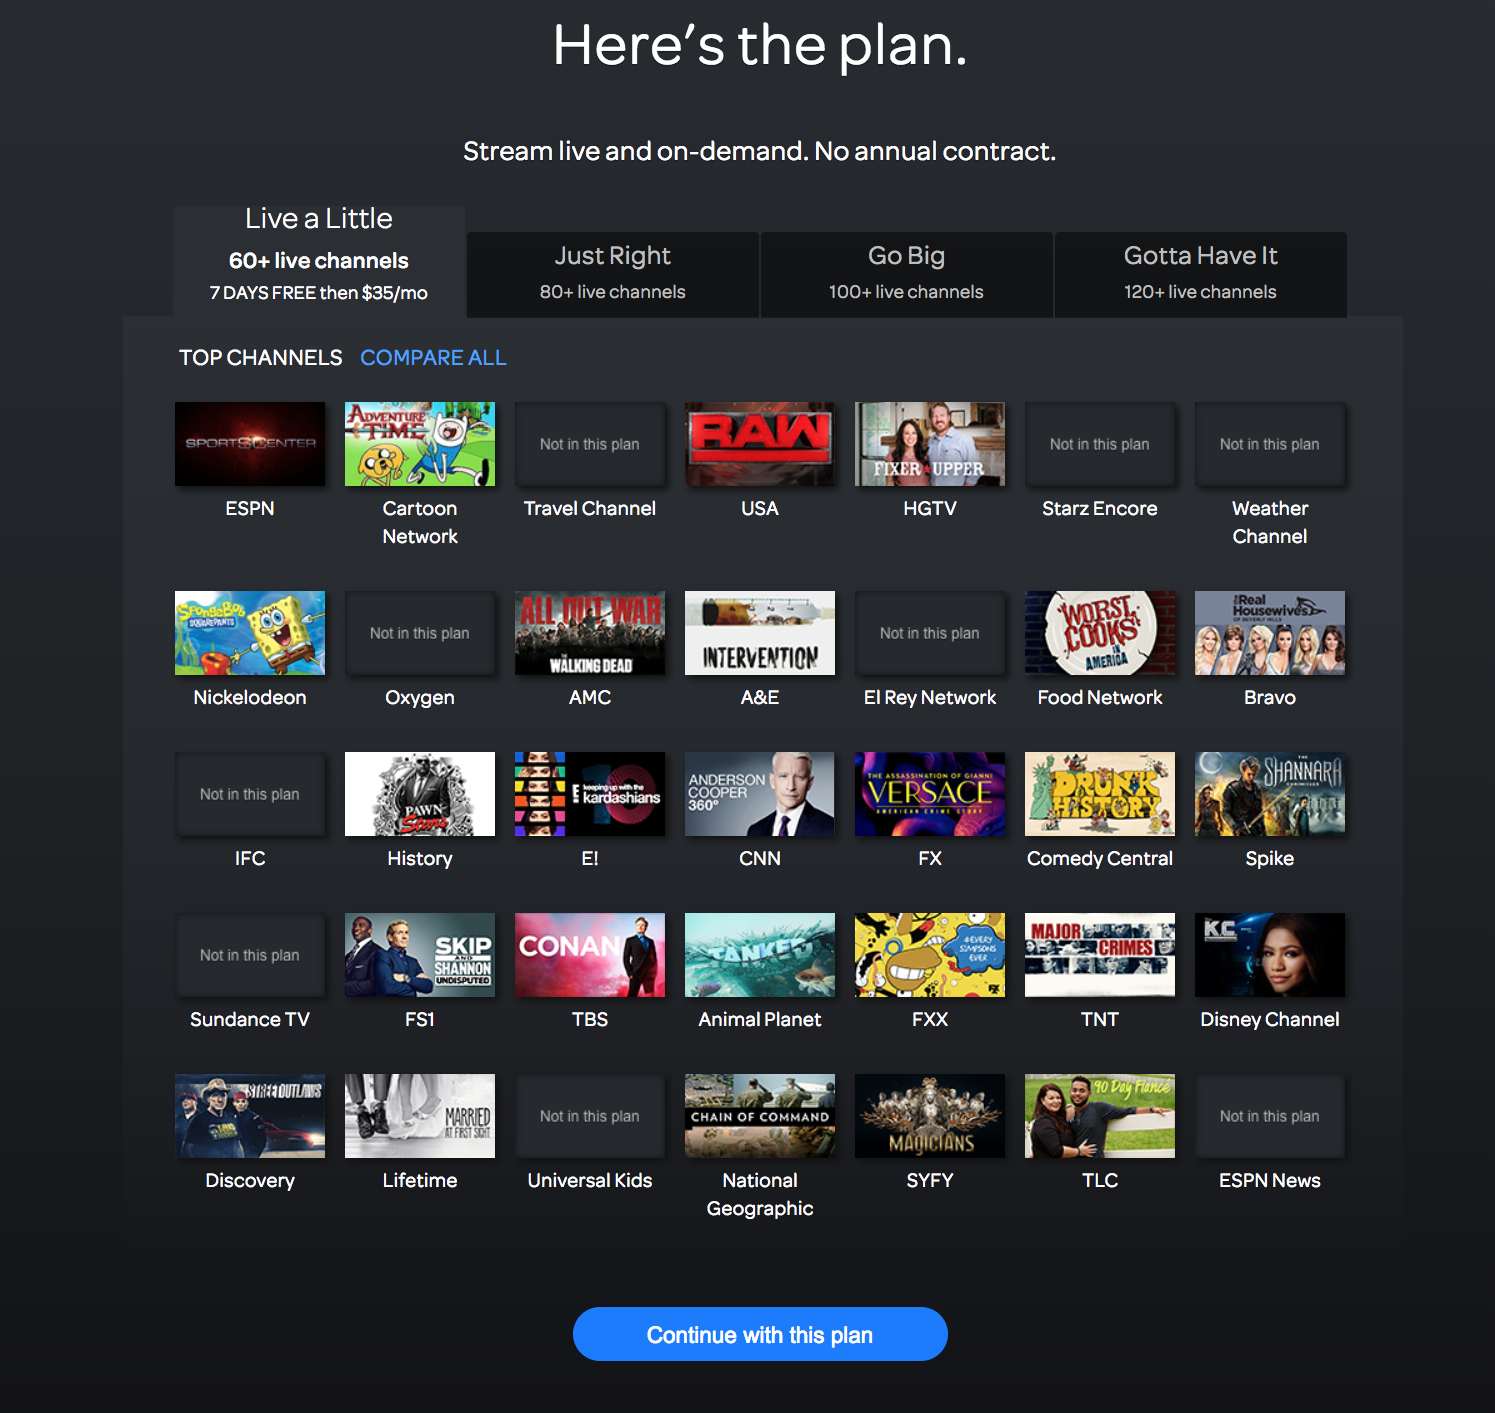 Here's the plan.
Stream live and on-demand. No annual contract.
Live a Little
60+ live channels
7 DAYS FREE then $35/mo
Just Right
80+ live channels
Go Big
100+ live channels
Gotta Have It
120+ live channels
TOP CHANNELS COMPARE ALL
SPORTSCENTER
ESPN
ADVENTURE
TIME
Cartoon
Network
Not in this plan
Travel Channel
RAW
USA
FIXER UPPER
HGTV
Not in this plan
Starz Encore
Not in this plan
Weather
Channel
SpongeBob
SQUAREPANTS
Nickelodeon
Not in this plan
Oxygen
ALL OUT WAR
THE
WALKING DEAD
AMC
INTERVENTION
A&E
Not in this plan
El Rey Network
WORST
COOKS
IN
AMERICA
Food Network
The Real
Housewives
OF BEVERLY HILLS
Bravo
Not in this plan
IFC
PAWN
Stars
History
10
E! keeping up with the
kardashians
E!
ANDERSON
COOPER
360°
CNN
THE ASSASSINATION OF GIANNI
VERSACE
AMERICAN CRIME STORY
FX
DRUNK
HISTORY
Comedy Central
THE
SHANNARA
CHRONICLES
Spike
Not in this plan
Sundance TV
SKIP
AND
SHANNON
UNDISPUTED
FS1
CONAN
TBS
TANKED
Animal Planet
#EVERY
SIMPSONS
EVER
FXX
FXX
MAJOR
CRIMES
TNT
K.C.
Disney Channel
STREET OUTLAWS
Discovery
MARRIED
AT FIRST SIGHT
Lifetime
Not in this plan
Universal Kids
CHAIN OF COMMAND
National
Geographic
MAGICIANS
SYFY
90 Day Fiancé
TLC
Not in this plan
ESPN News
Continue with this plan